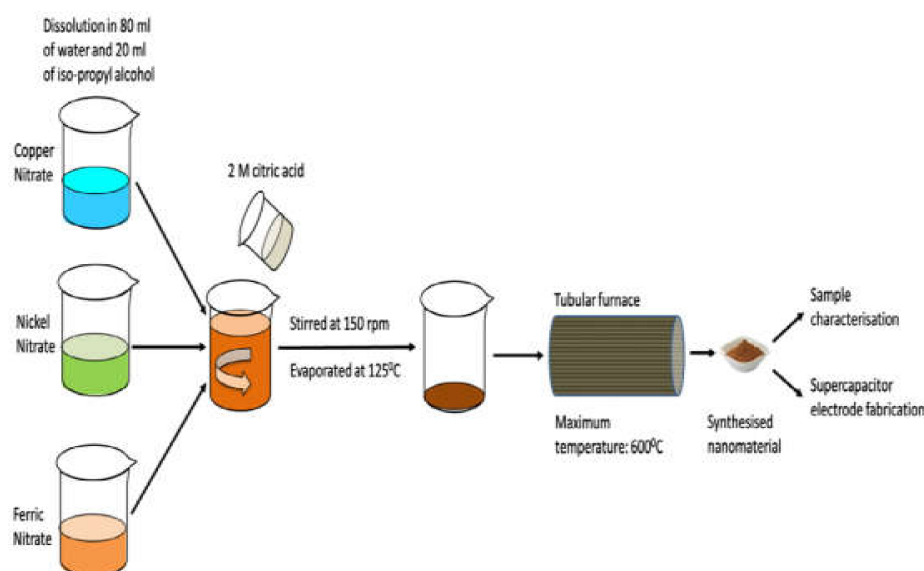 Dissolution in 80 ml
of water and 20 ml
of iso-propyl alcohol
Copper
Nitrate
2 M citric acid
Nickel
Nitrate
Stirred at 150 rpm
Evaporated at 125⁰C
Tubular furnace
Maximum
temperature: 600⁰C
Synthesised
nanomaterial
Sample
characterisation
Supercapacitor
electrode fabrication
Ferric
Nitrate